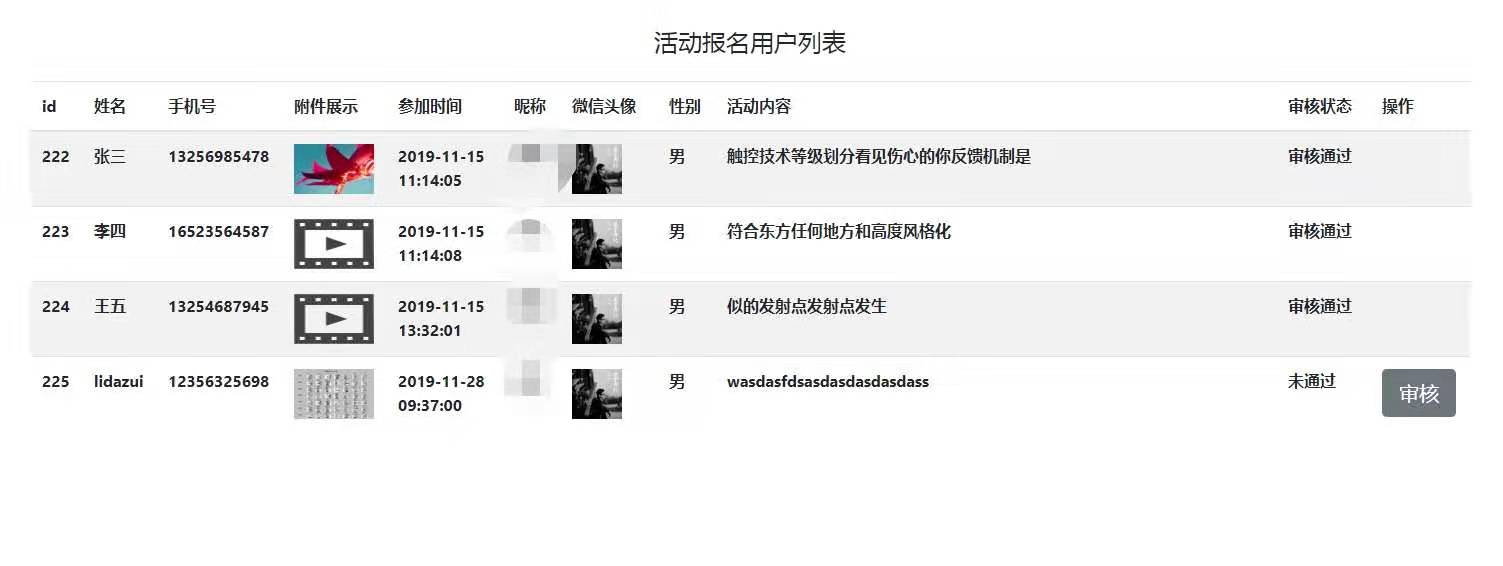 活动报名用户列表
id 姓名 手机号 附件展示 参加时间 昵称 微信头像 性别 活动内容 审核状态 操作
222 张三 13256985478 2019-11-15 男 触控技术等级划分看见伤心的你反馈机制是 审核通过
11:14:05
223 李四 16523564587 2019-11-15 男 符合东方任何地方和高度风格化 审核通过
11:14:08
224 王五 13254687945 2019-11-15 男 似的发射点发射点发生 审核通过
13:32:01
225 lidazui 12356325698 2019-11-28 男 wasdasfdsasdasdasdasdass 未通过 审核
09:37:00